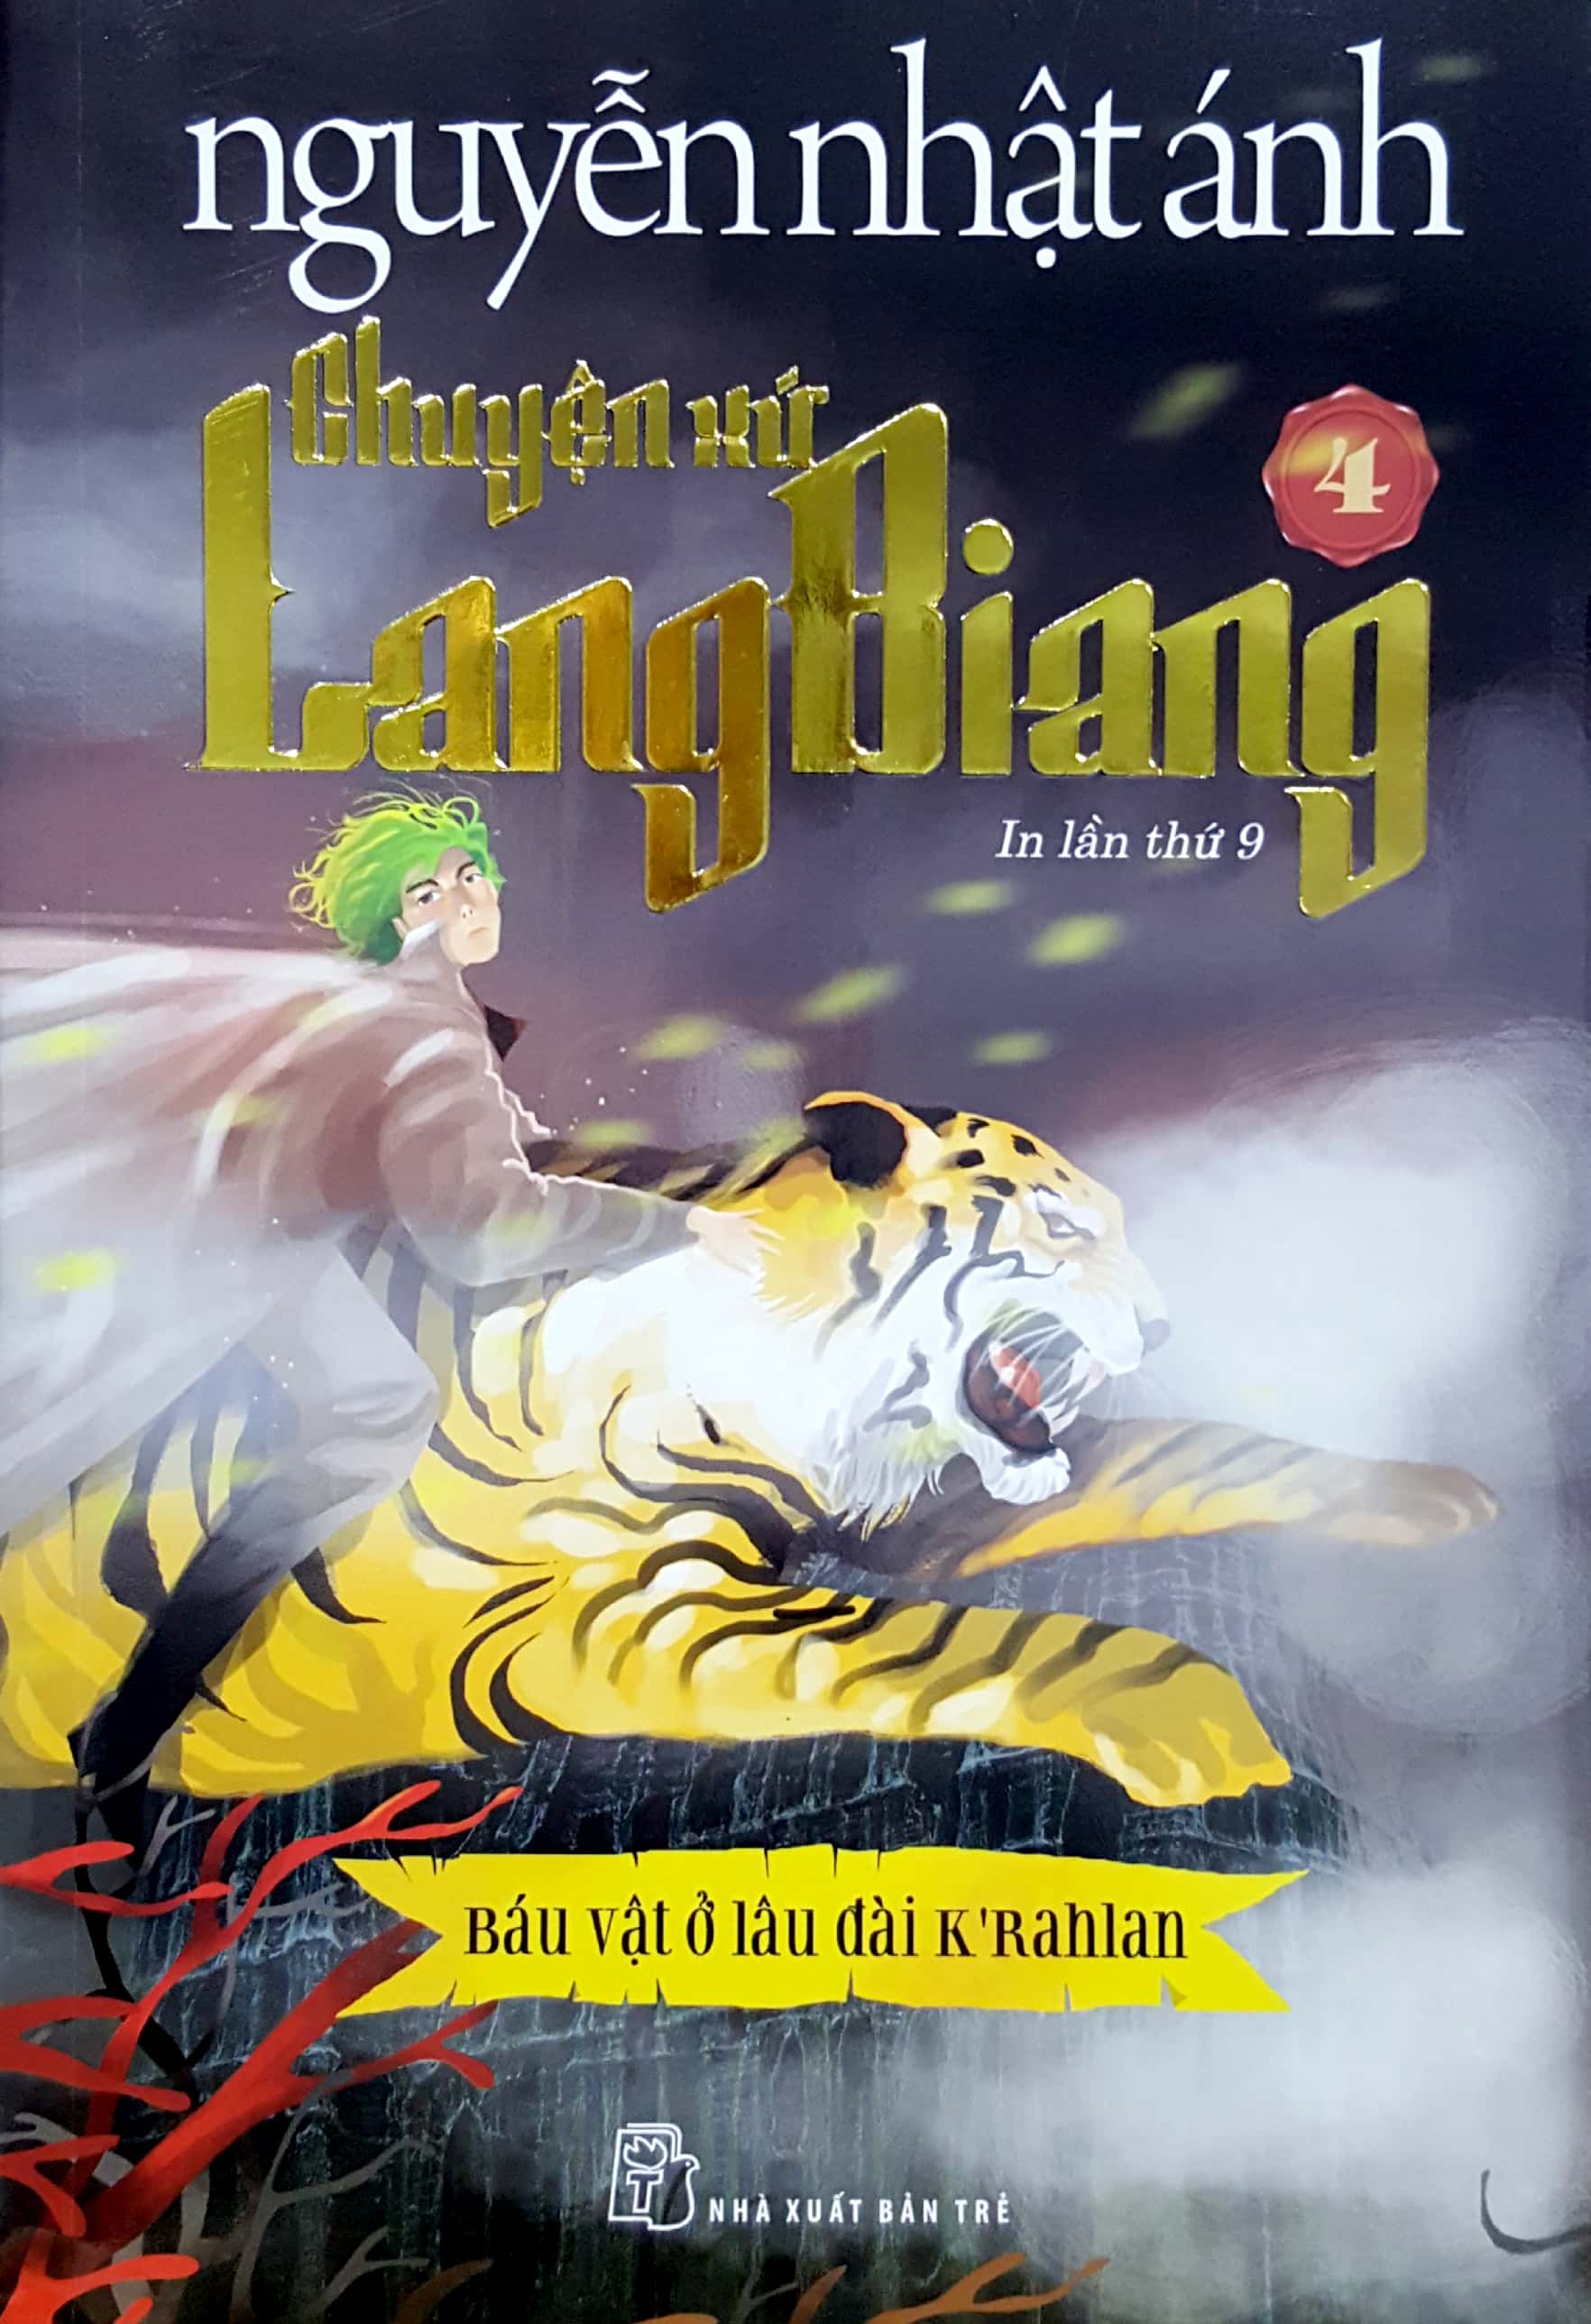 nguyễn nhật ánh
Chuyện xứ
Lang Biang
4
In lần thứ 9
Báu vật ở lâu đài K'Rahlan
T
NHÀ XUẤT BẢN TRẺ